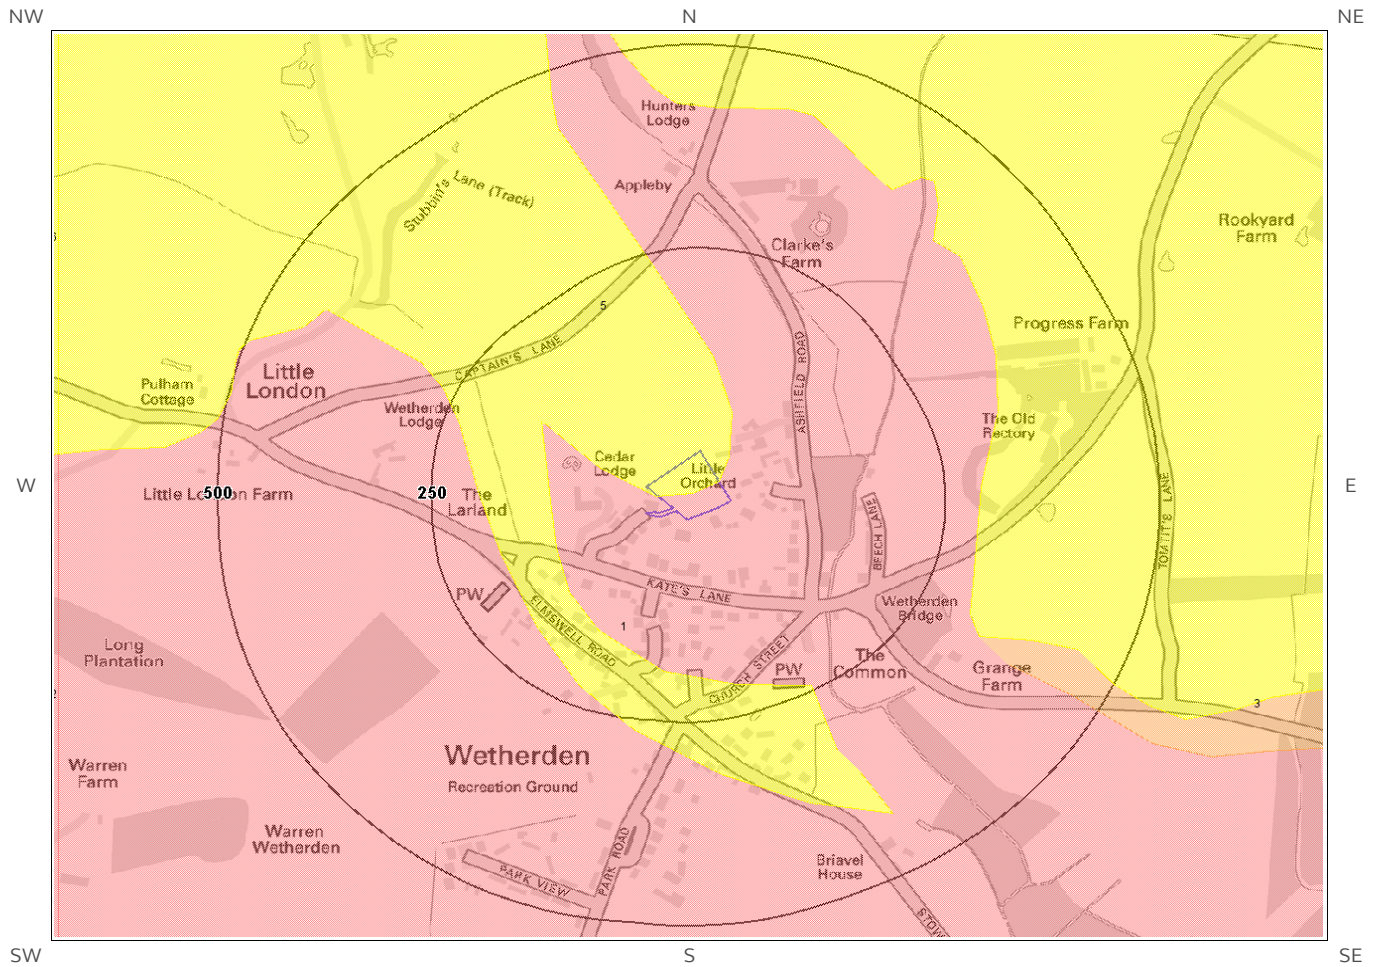 NW
N
NE
Hunters
Lodge
Appleby
Stubbin's
Lane (Track)
Clarke's
Farm
Rookyard
Farm
5
CAPTAIN'S LANE
Progress Farm
Little
London
Pulham
Cottage
Wetherden
Lodge
ASHFIELD ROAD
The Old
Rectory
Cedar
Lodge
Little
Orchard
W
500
250
The
Larland
E
TOMTIT'S LANE
BEECH LANE
PW
KATE'S LANE
Wetherden
Bridge
ELMSWELL ROAD
1
CHURCH STREET
PW
The
Common
Grange
Farm
Long
Plantation
3
Wetherden
Recreation Ground
Warren
Farm
Warren
Wetherden
PARK ROAD
PARK VIEW
Briavel
House
STOW
SW
S
SE